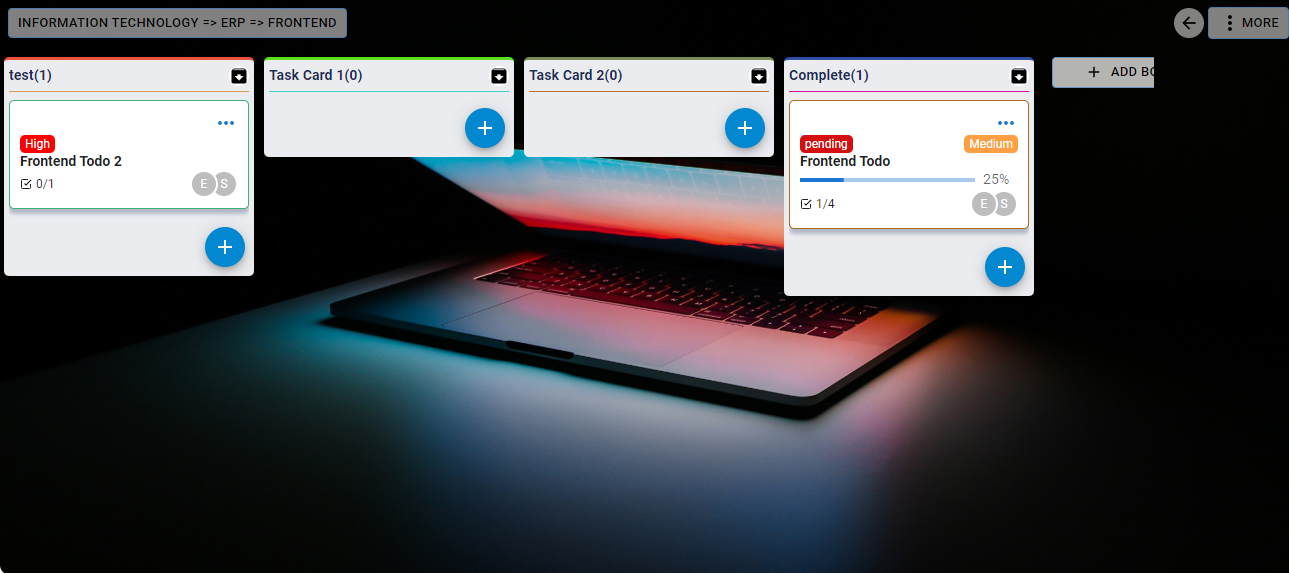 INFORMATION TECHNOLOGY => ERP => FRONTEND
MORE
test(1)
Task Card 1(0)
Task Card 2(0)
Complete(1)
ADD BO
High
Frontend Todo 2
0/1
E S
pending
Medium
Frontend Todo
25%
1/4
E S